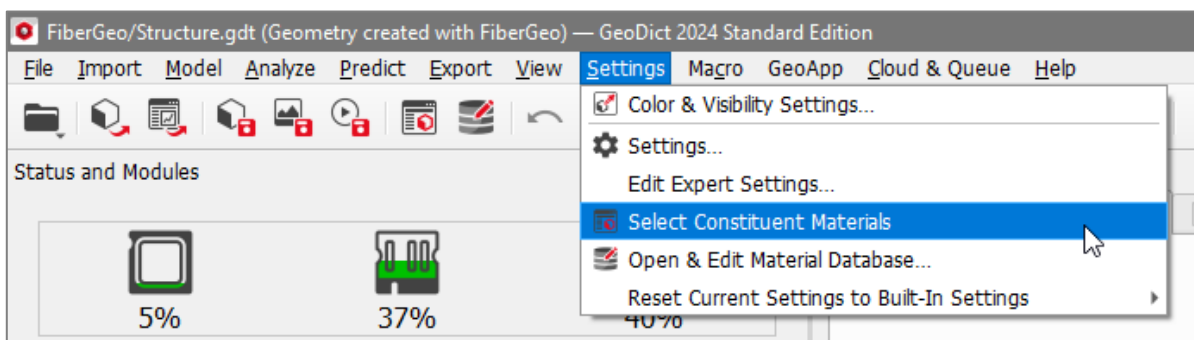 FiberGeo/Structure.gdt (Geometry created with FiberGeo) — GeoDict 2024 Standard Edition
File Import Model Analyze Predict Export View Settings Macro GeoApp Cloud & Queue Help
Color & Visibility Settings...
Settings...
Status and Modules
Edit Expert Settings...
Select Constituent Materials
Open & Edit Material Database...
Reset Current Settings to Built-In Settings
5% 37% 40%